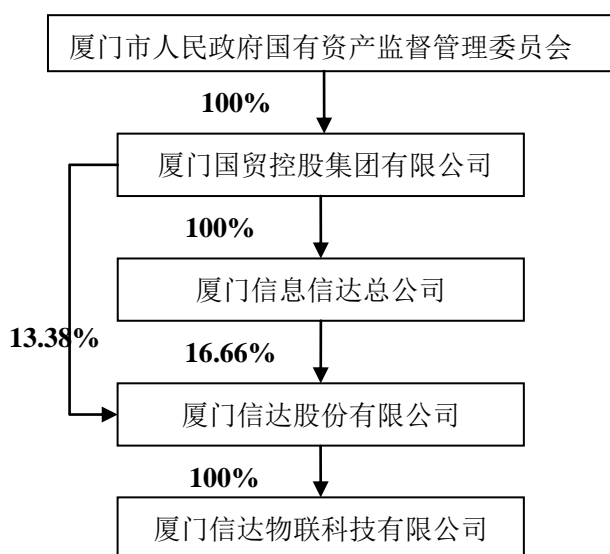 厦门市人民政府国有资产监督管理委员会
100%
厦门国贸控股集团有限公司
100%
厦门信息信达总公司
13.38%
16.66%
厦门信达股份有限公司
100%
厦门信达物联科技有限公司